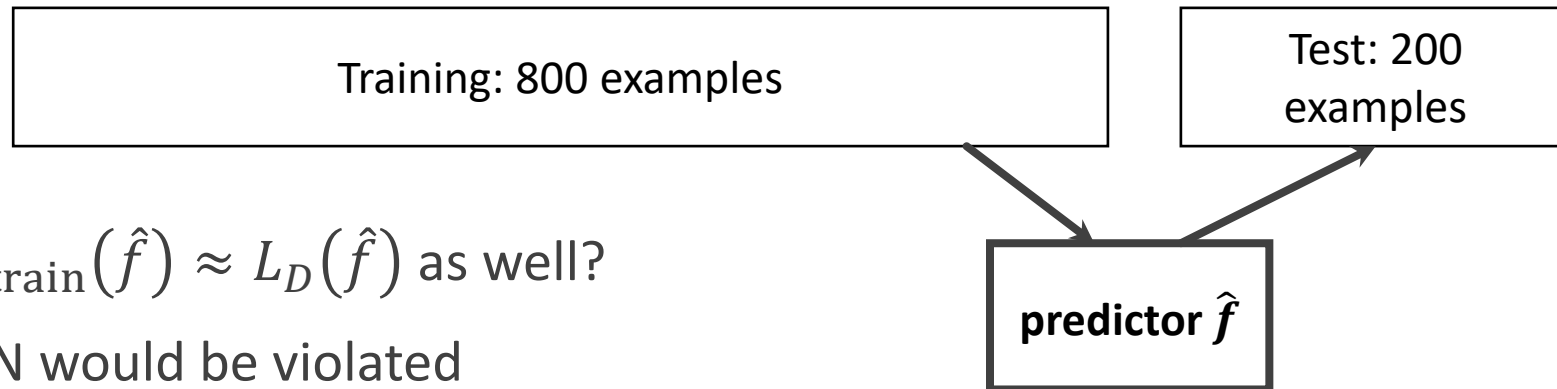 Training: 800 examples
Test: 200
examples
train(f̂) ≈ L_D(f̂) as well?
predictor f̂
N would be violated